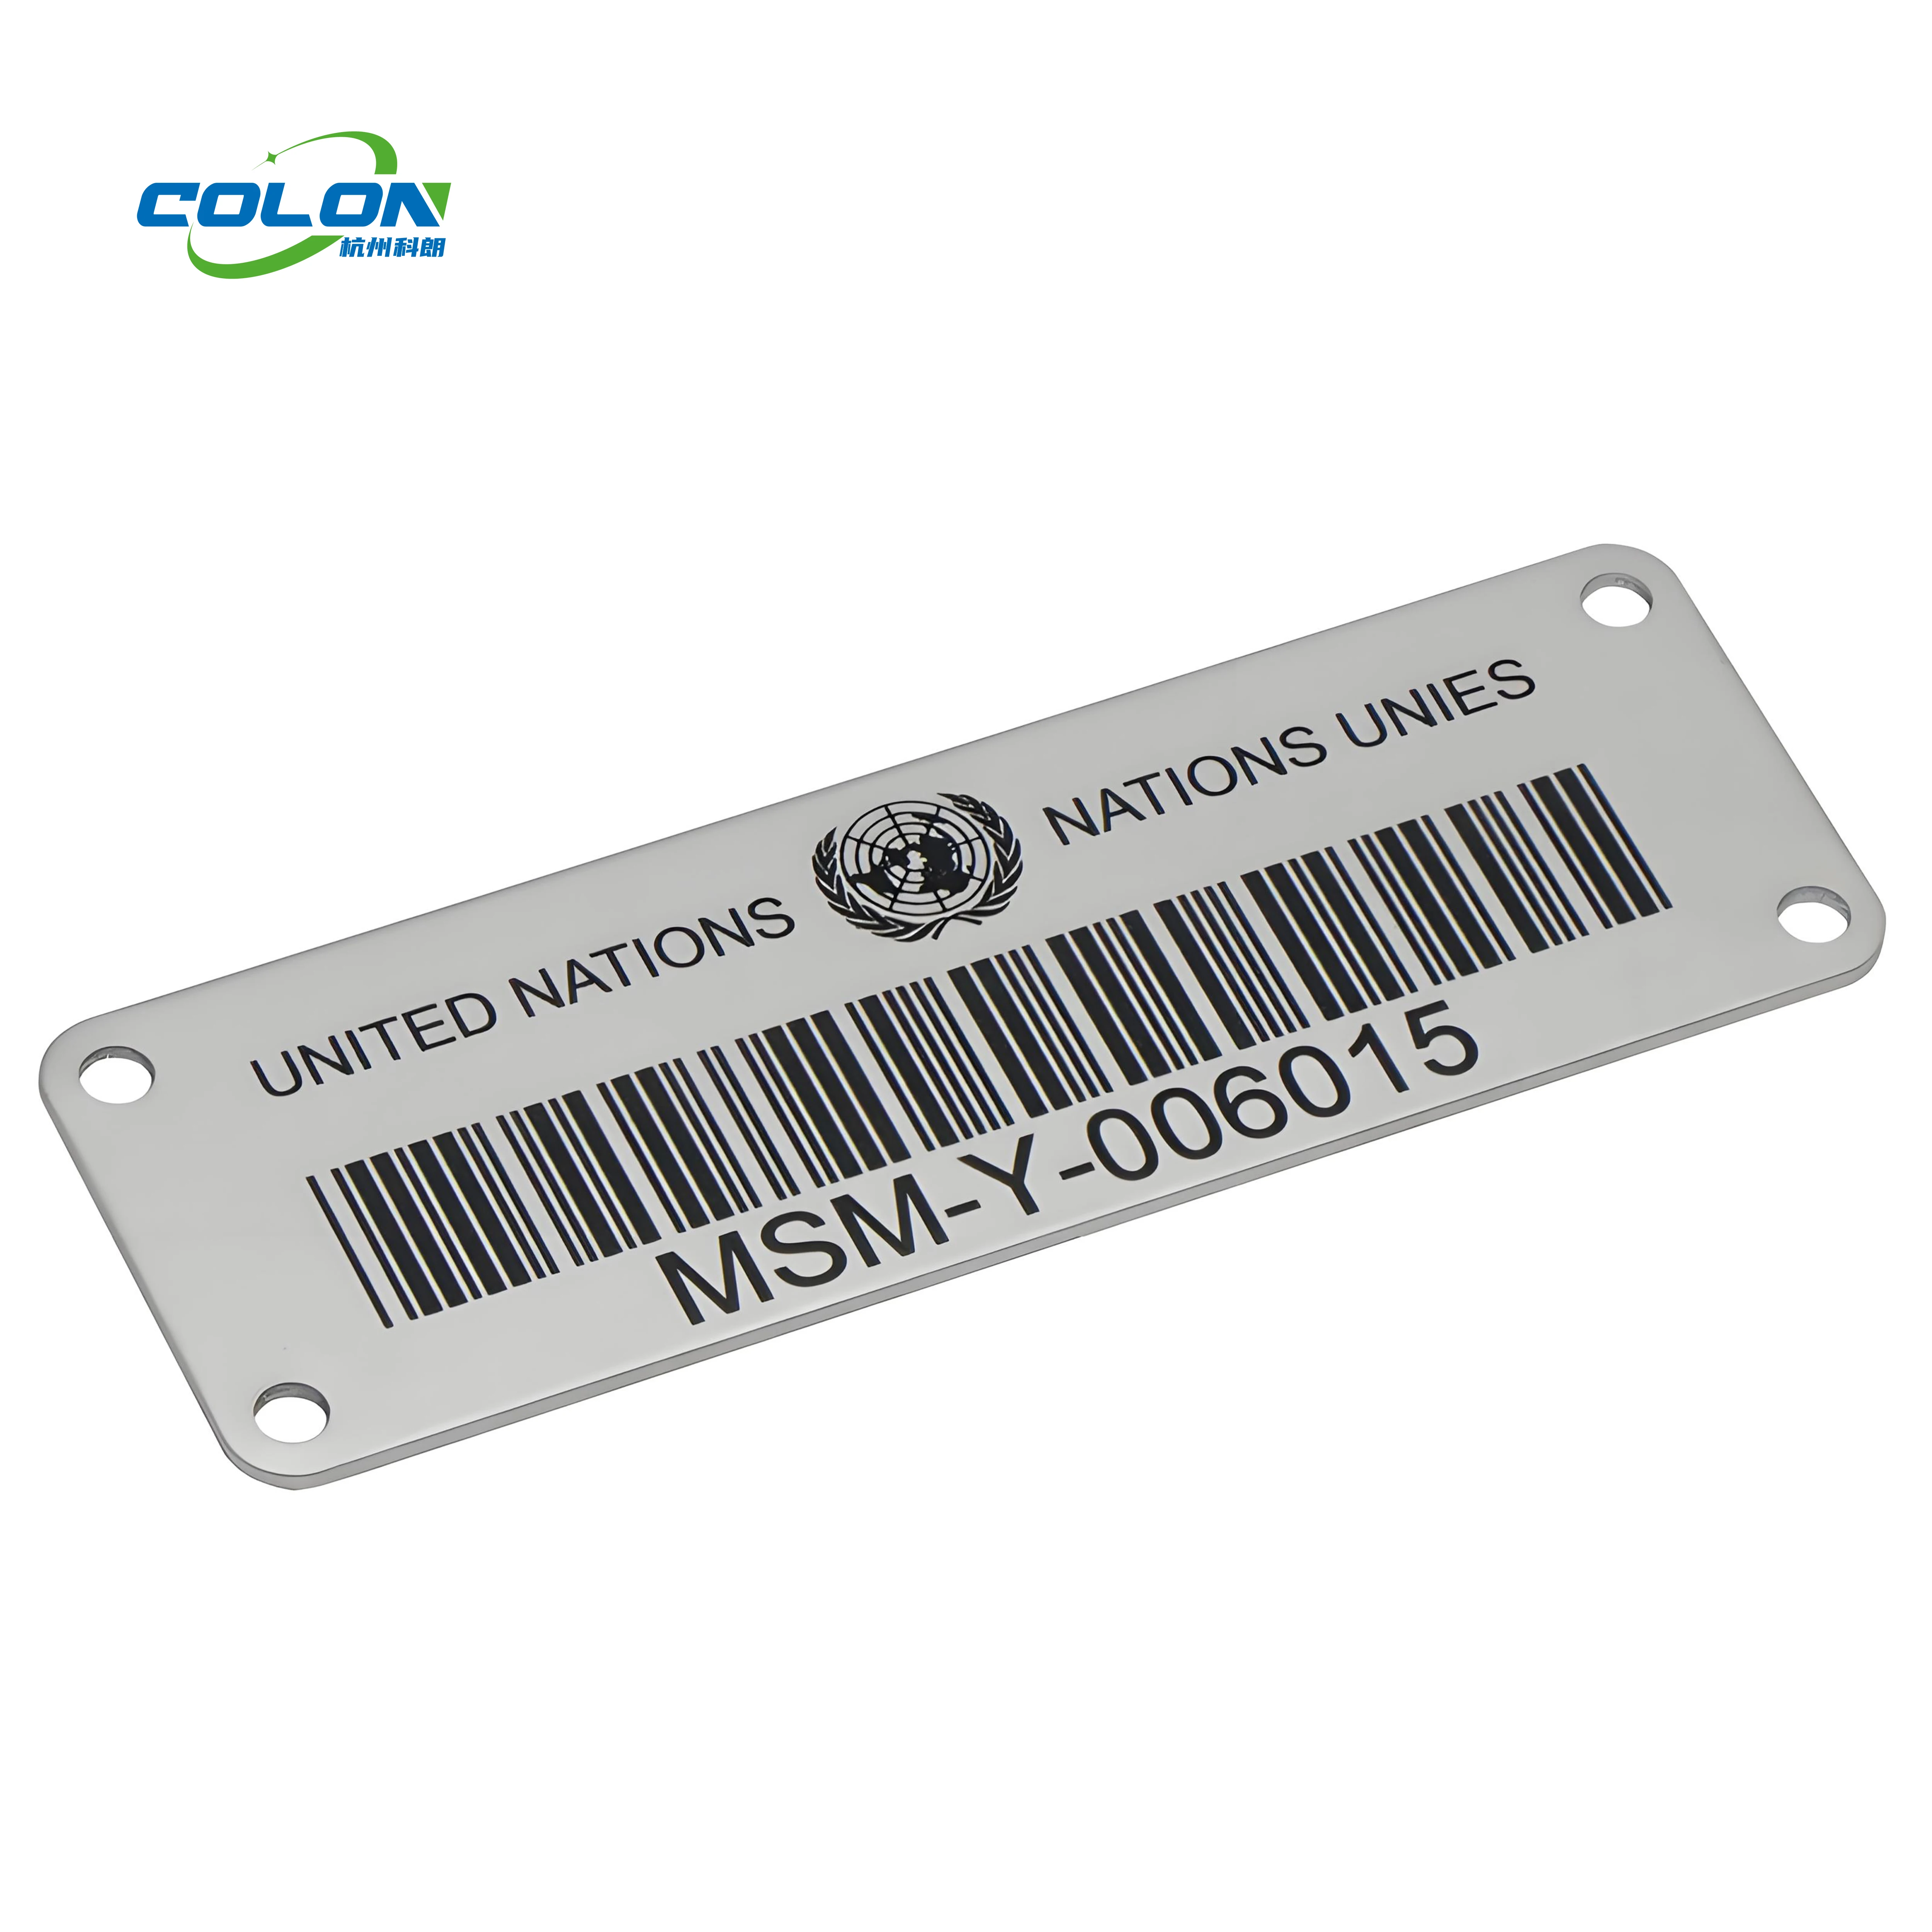 COLON
杭州科朗
UNITED NATIONS NATIONS UNIES
MSM-Y-006015